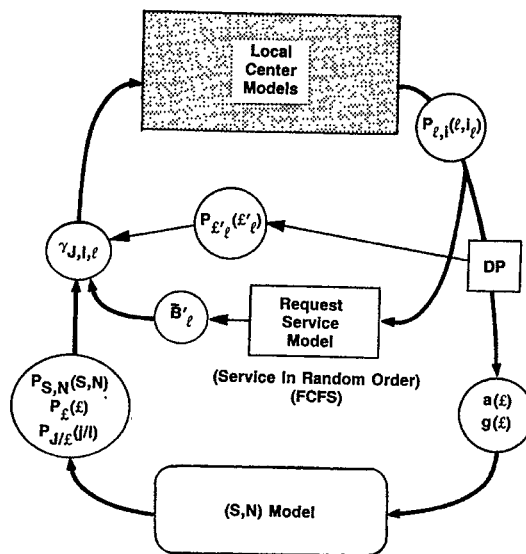 Local
Center
Models
P_{ℓ,i}(ℓ,i_ℓ)
P_{£'_ℓ}(£'_ℓ)
γ_{J,I,ℓ}
DP
B̃'_ℓ
Request
Service
Model
(Service In Random Order)
(FCFS)
P_{S,N}(S,N)
P_£(£)
P_{J/£}(j/l)
a(£)
g(£)
(S,N) Model